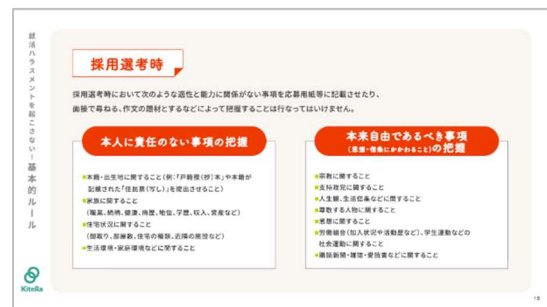 就活ハラスメントを起こさない！基本的ルール
採用選考時
採用選考時において次のような適性と能力に関係がない事項を応募用紙等に記載させたり、
面接で尋ねる、作文の題材とするなどによって把握することは行なってはいけません。
本人に責任のない事項の把握
■本籍・出生地に関すること（例：「戸籍謄（抄）本」や本籍が
記載された「住民票（写し）」を提出させること）
■家族に関すること
（職業、続柄、健康、病歴、地位、学歴、収入、資産など）
■住宅状況に関すること
（間取り、部屋数、住宅の種類、近隣の施設など）
■生活環境・家庭環境などに関すること
本来自由であるべき事項
（思想・信条にかかわること）の把握
■宗教に関すること
■支持政党に関すること
■人生観、生活信条などに関すること
■尊敬する人物に関すること
■思想に関すること
■労働組合（加入状況や活動歴など）、学生運動などの
社会運動に関すること
■購読新聞・雑誌・愛読書などに関すること
Kitella